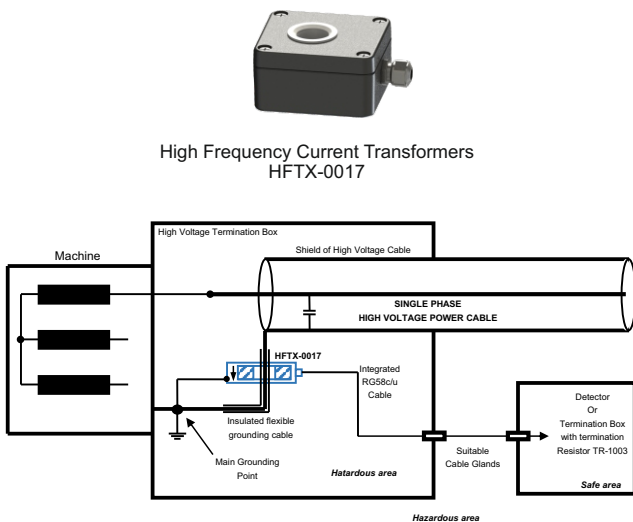 High Frequency Current Transformers
HFTX-0017
High Voltage Termination Box
Machine
Shield of High Voltage Cable
SINGLE PHASE
HIGH VOLTAGE POWER CABLE
HFTX-0017
Integrated
RG58c/u
Cable
Insulated flexible
grounding cable
Main Grounding
Point
Hatardous area
Suitable
Cable Glands
Detector
Or
Termination Box
with termination
Resistor TR-1003
Safe area
Hazardous area